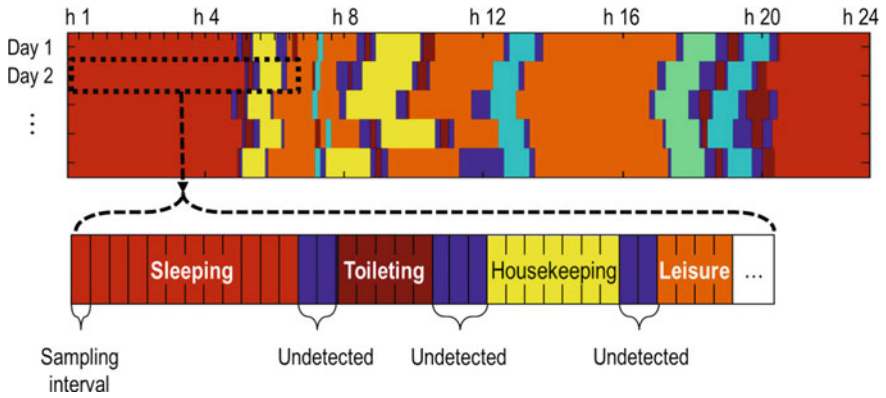 h 1 h 4 h 8 h 12 h 16 h 20 h 24
Day 1
Day 2
...
Sleeping Toileting Housekeeping Leisure ...
Sampling interval Undetected Undetected Undetected